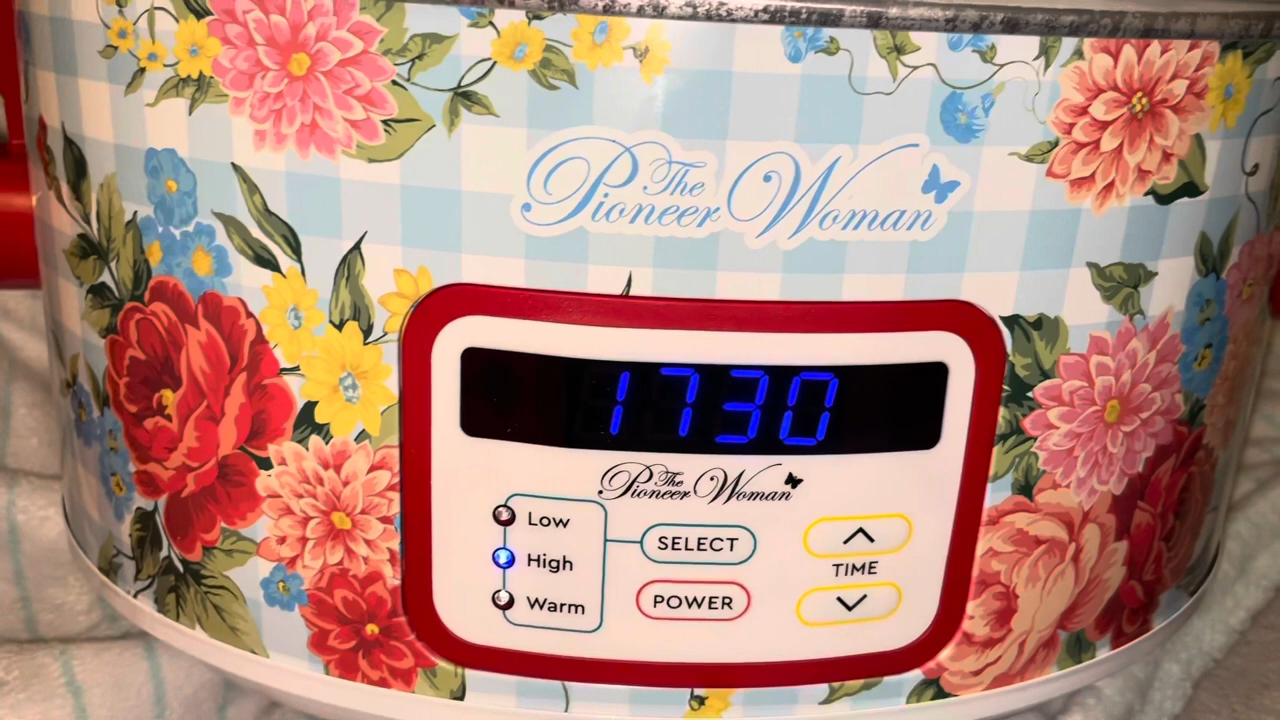 The
Pioneer Woman
1730
The
Pioneer Woman
Low
High
Warm
SELECT
POWER
TIME